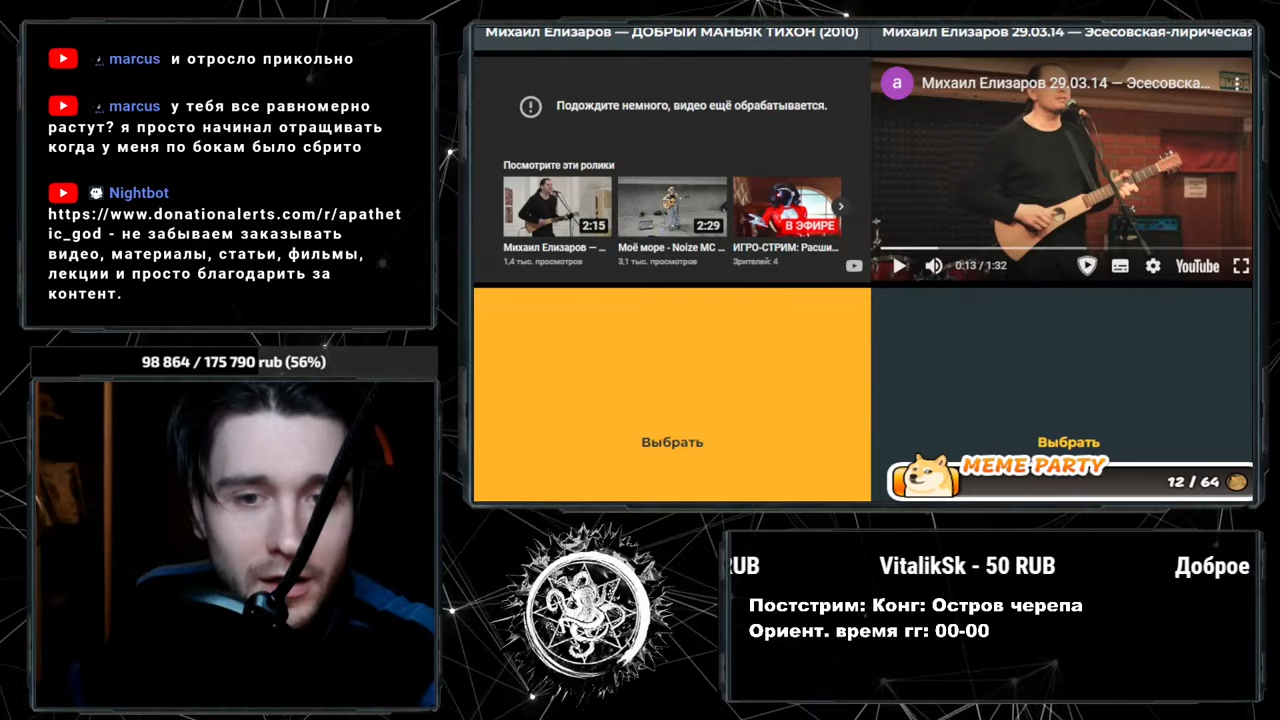 marcus и отросло прикольно
marcus у тебя все равномерно
растут? я просто начинал отращивать
когда у меня по бокам было сбрито
Nightbot
https://www.donationalerts.com/r/apathet
ic_god - не забываем заказывать
видео, материалы, статьи, фильмы,
лекции и просто благодарить за
контент.
98 864 / 175 790 rub (56%)
Михаил Елизаров — ДОБРЫЙ МАНЬЯК ТИХОН (2010)
Подождите немного, видео ещё обрабатывается.
Посмотрите эти ролики
2:15
2:29
В ЭФИРЕ
Михаил Елизаров — ...
Моё море - Noize MC ...
ИГРО-СТРИМ: Расши...
1,4 тыс. просмотров
3,1 тыс. просмотров
Зрителей: 4
Выбрать
Михаил Елизаров 29.03.14 — Эсесовская-лирическая
a Михаил Елизаров 29.03.14 — Эсесовска...
0:13 / 1:32
YouTube
Выбрать
MEME PARTY
12 / 64
RUB VitalikSk - 50 RUB Доброе
Постстрим: Конг: Остров черепа
Ориент. время гг: 00-00